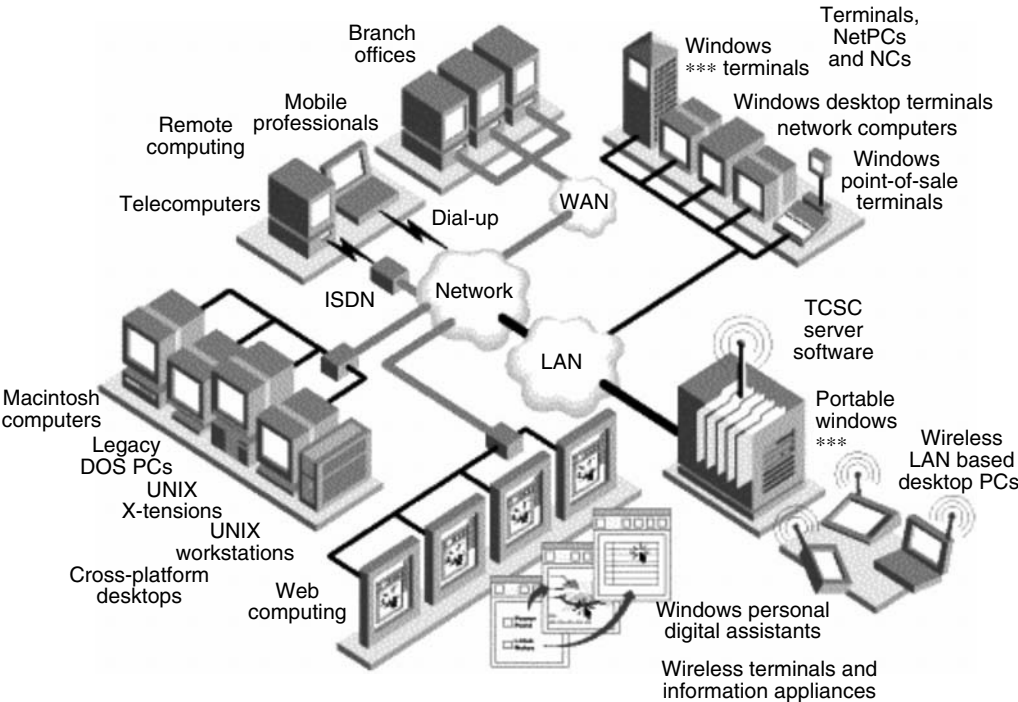 Branch
offices
Terminals,
NetPCs
and NCs
Windows
*** terminals
Mobile
professionals
Remote
computing
Windows desktop terminals
network computers
Windows
point-of-sale
terminals
Telecomputers
WAN
Dial-up
ISDN
Network
LAN
TCSC
server
software
Macintosh
computers
Legacy
DOS PCs
UNIX
X-tensions
UNIX
workstations
Cross-platform
desktops
Web
computing
Portable
windows
***
Wireless
LAN based
desktop PCs
Power
Point
Windows personal
digital assistants
Wireless terminals and
information appliances